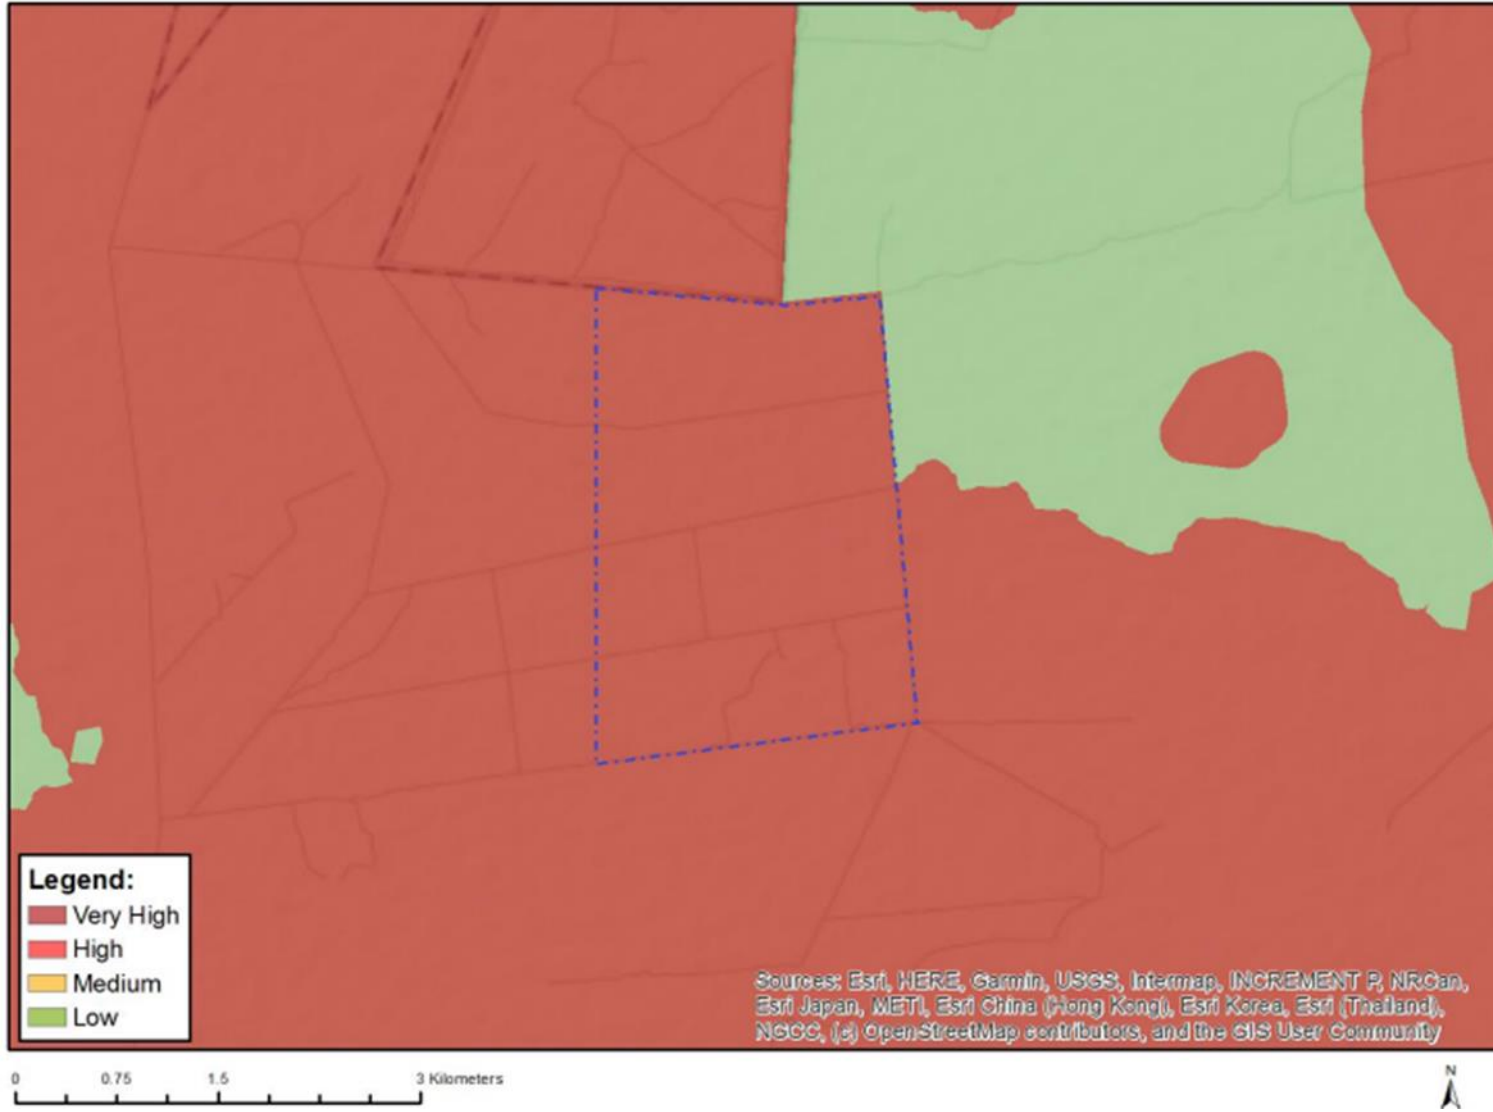 Legend:
Very High
High
Medium
Low
Sources: Esri, HERE, Garmin, USGS, Intermap, INCREMENT P, NRCan,
Esri Japan, METI, Esri China (Hong Kong), Esri Korea, Esri (Thailand),
NGCC, (c) OpenStreetMap contributors, and the GIS User Community
0 0.75 1.5 3 Kilometers
N